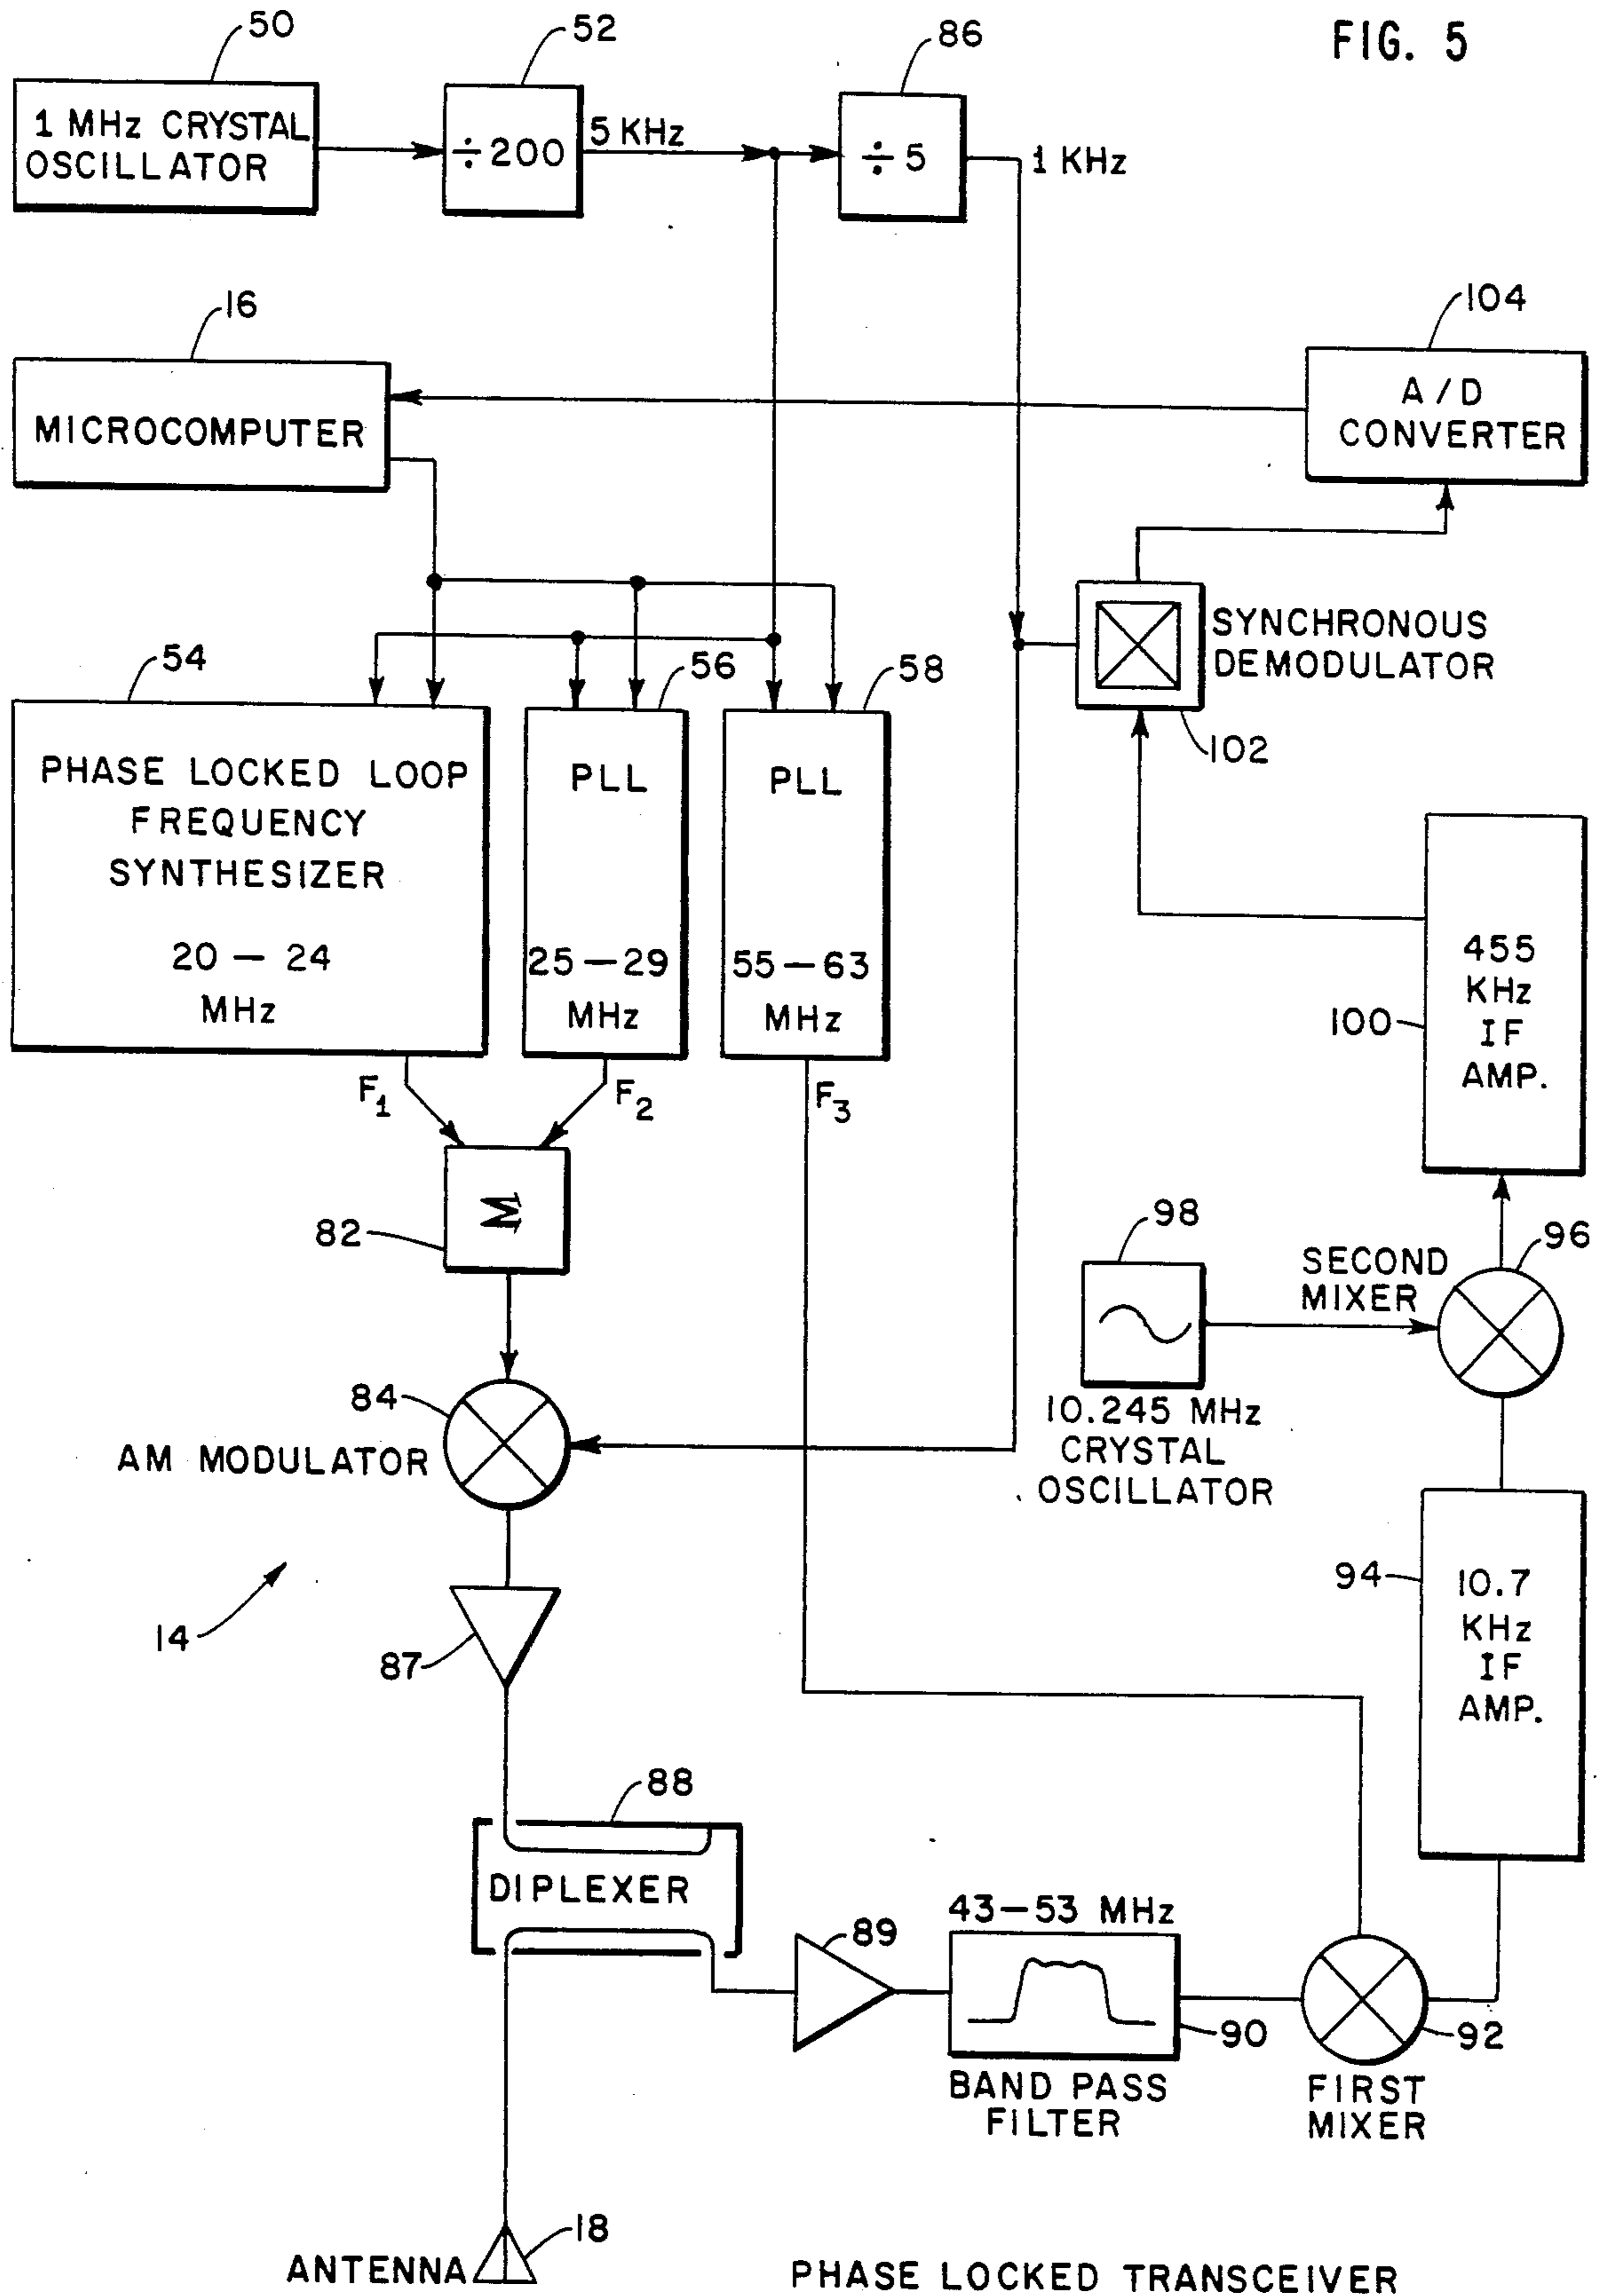 FIG. 5
50
52
86
1 MHz CRYSTAL
OSCILLATOR
÷200
5 KHz
÷ 5
1 KHz
16
104
MICROCOMPUTER
A/D
CONVERTER
SYNCHRONOUS
DEMODULATOR
102
54
56
58
PHASE LOCKED LOOP
FREQUENCY
SYNTHESIZER
20 — 24
MHz
PLL
25—29
MHz
PLL
55—63
MHz
F1
F2
F3
455
KHz
IF
AMP.
100
82
M
98
SECOND
MIXER
96
84
AM MODULATOR
10.245 MHz
CRYSTAL
OSCILLATOR
94
10.7
KHz
IF
AMP.
14
87
88
DIPLEXER
89
43—53 MHz
90
92
BAND PASS
FILTER
FIRST
MIXER
18
ANTENNA
PHASE LOCKED TRANSCEIVER